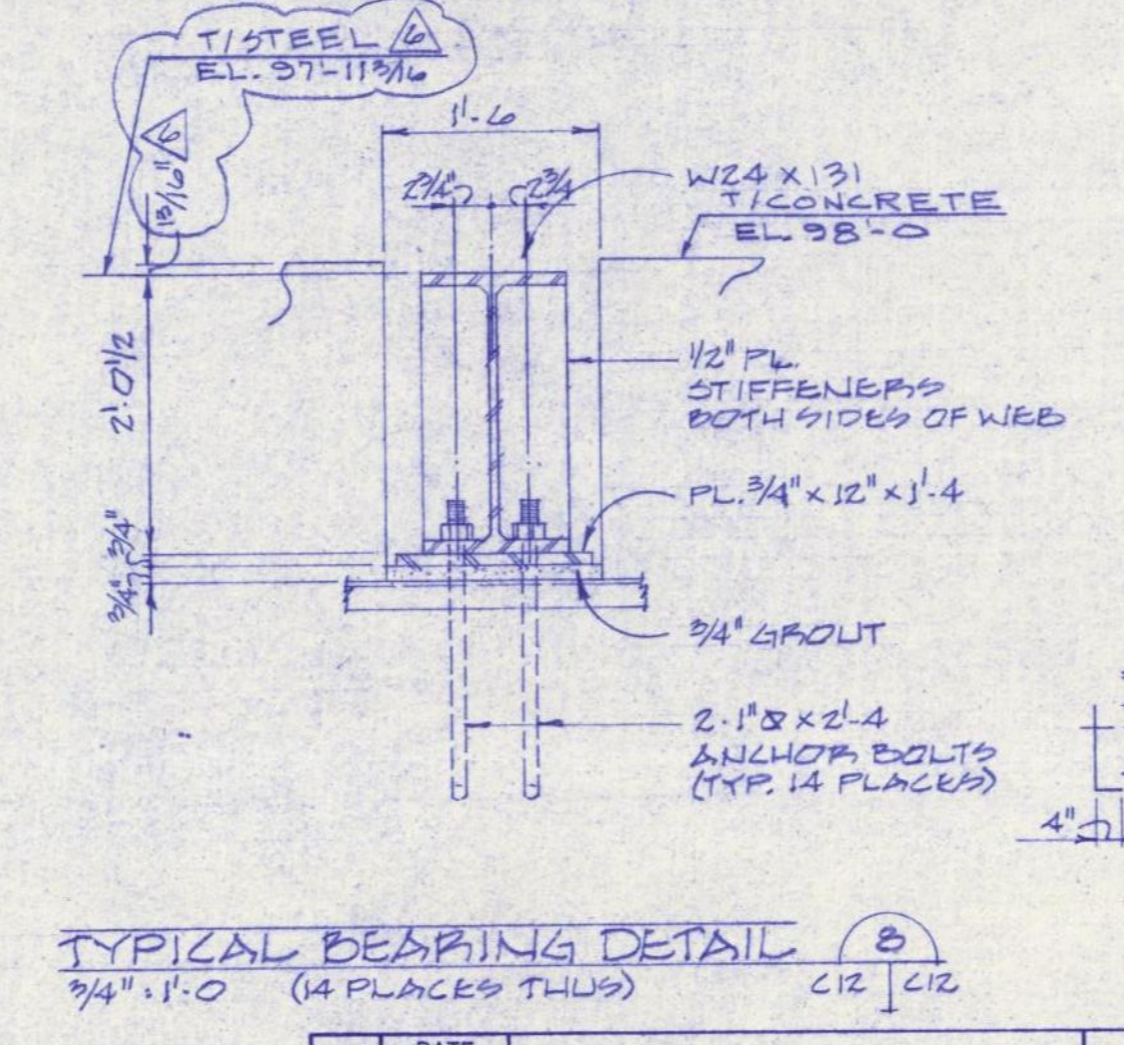 T/STEEL 6
EL. 97'-11 3/16
6
13/16"
1'-6
2 3/4" 2 3/4
W24 X 131
T/CONCRETE
EL. 98'-0
2'-0 1/2
1/2" PL.
STIFFENERS
BOTH SIDES OF WEB
PL. 3/4" x 12" x 1'-4
3/4"
3/4"
3/4" GROUT
2-1"Ø x 2'-4
ANCHOR BOLTS
(TYP. 14 PLACES)
4"
TYPICAL BEARING DETAIL 8
3/4" = 1'-0 (14 PLACES THUS) C12 C12
DATE